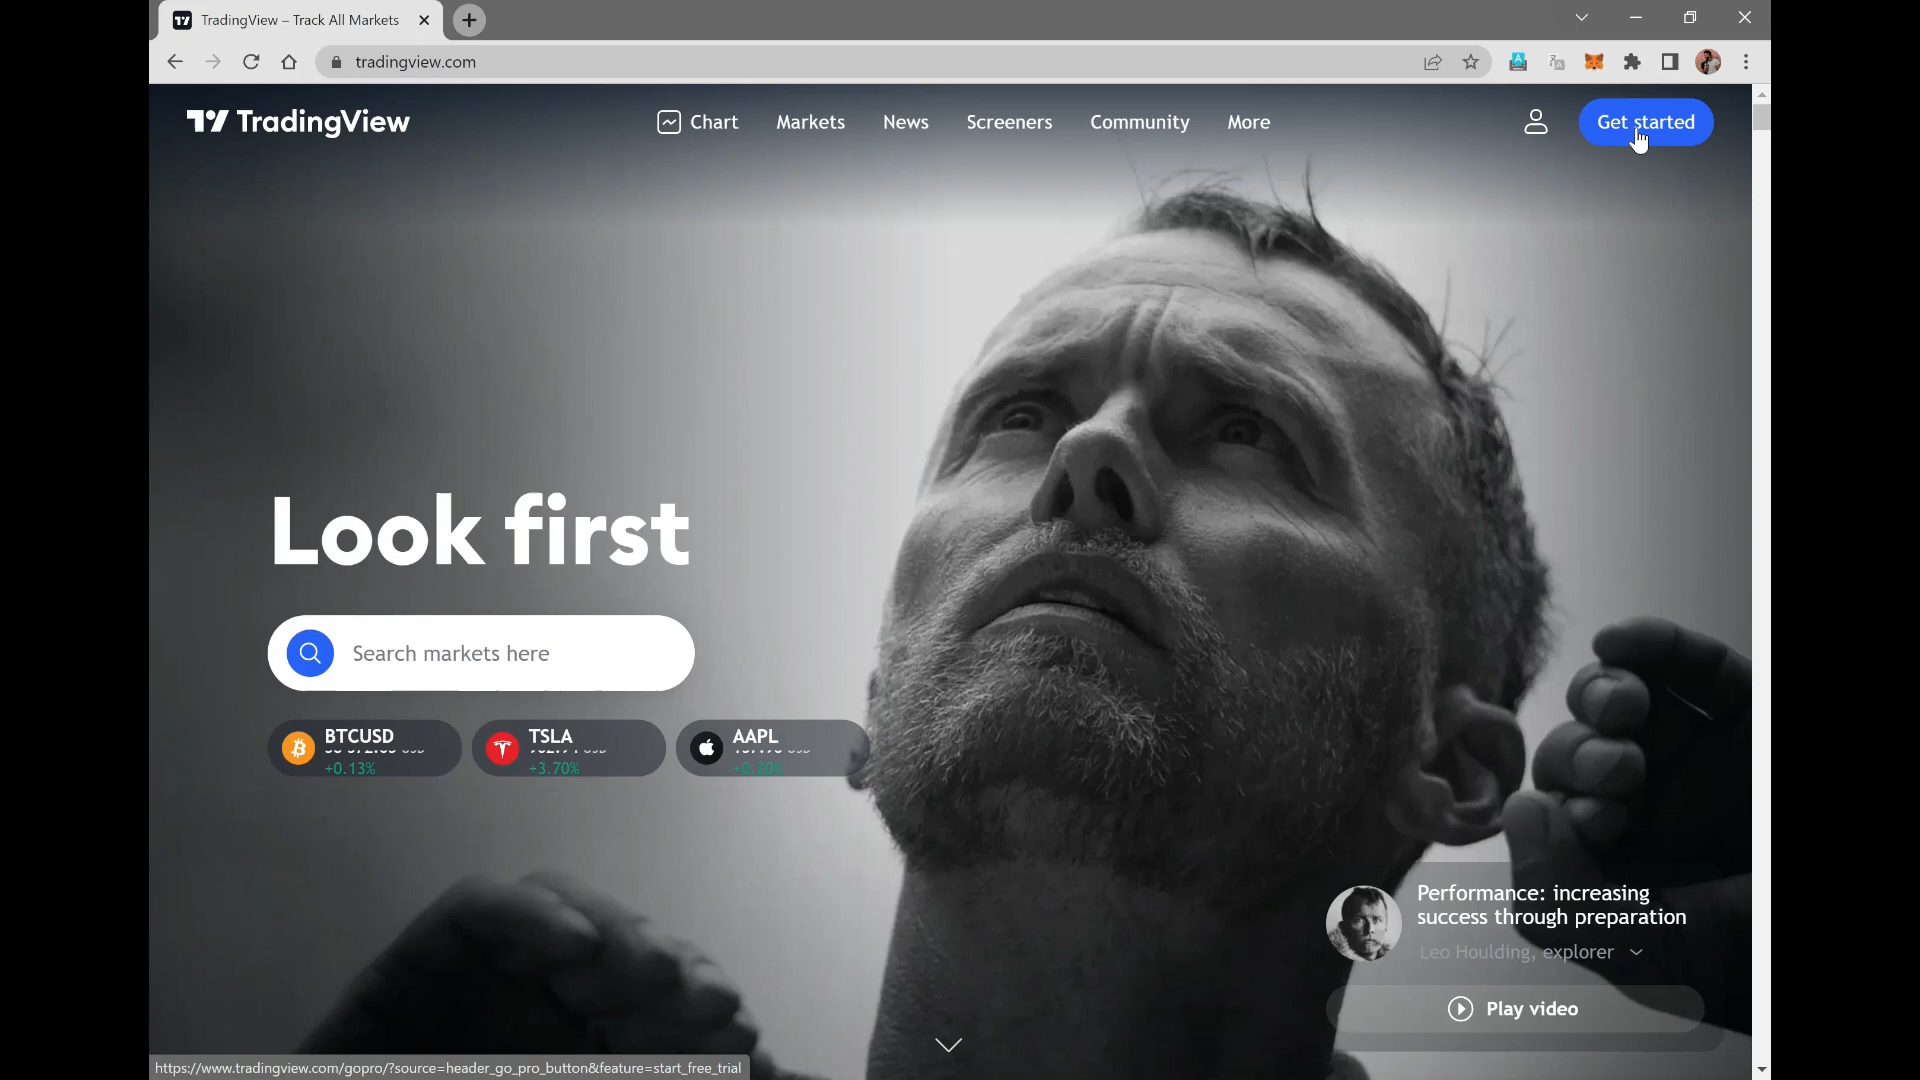 TradingView – Track All Markets
tradingview.com
TradingView
Chart
Markets
News
Screeners
Community
More
Get started
Look first
Search markets here
BTCUSD
+0.13%
TSLA
+3.70%
AAPL
+0.20%
Performance: increasing
success through preparation
Leo Houlding, explorer
Play video
https://www.tradingview.com/gopro/?source=header_go_pro_button&feature=start_free_trial